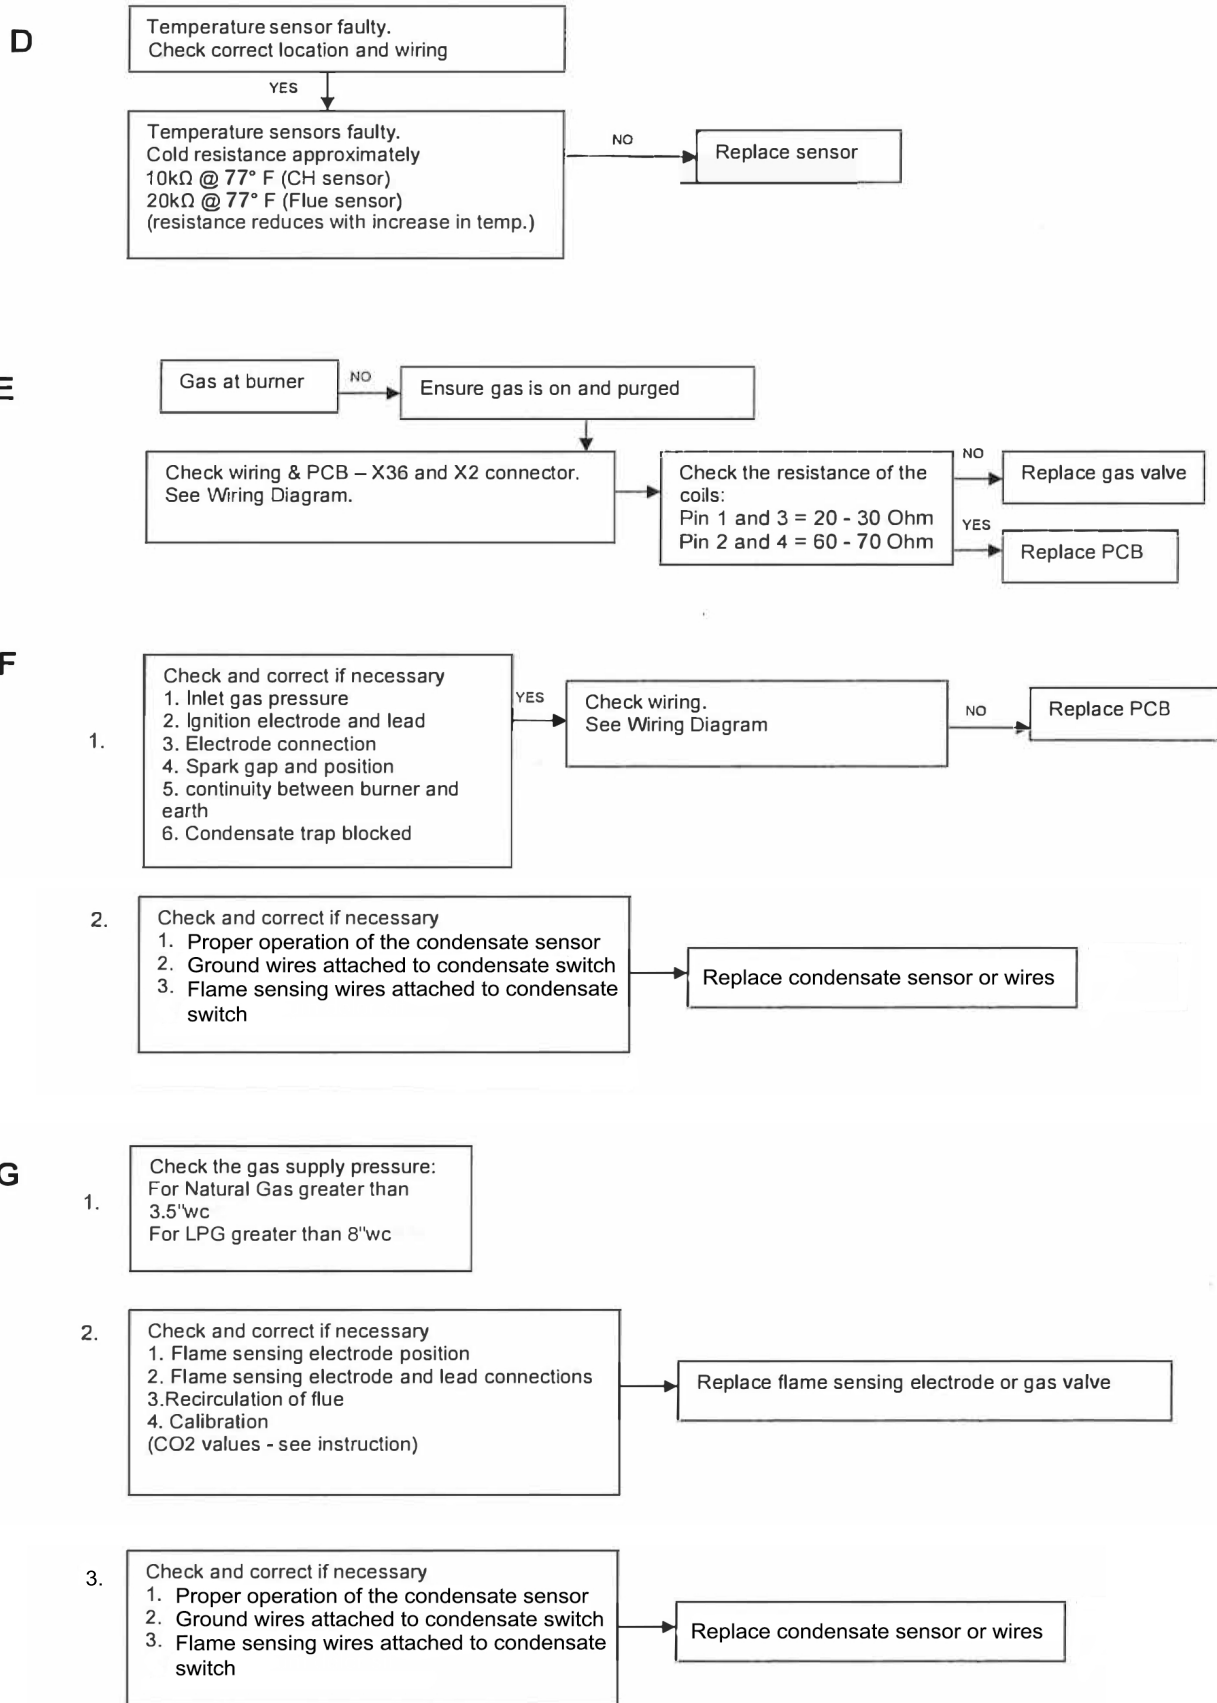 D
Temperature sensor faulty.
Check correct location and wiring
YES
Temperature sensors faulty.
Cold resistance approximately
10kΩ @ 77° F (CH sensor)
20kΩ @ 77° F (Flue sensor)
(resistance reduces with increase in temp.)
NO
Replace sensor
E
Gas at burner
NO
Ensure gas is on and purged
Check wiring & PCB – X36 and X2 connector.
See Wiring Diagram.
Check the resistance of the
coils:
Pin 1 and 3 = 20 - 30 Ohm
Pin 2 and 4 = 60 - 70 Ohm
NO
Replace gas valve
YES
Replace PCB
F
1.
Check and correct if necessary
1. Inlet gas pressure
2. Ignition electrode and lead
3. Electrode connection
4. Spark gap and position
5. continuity between burner and
earth
6. Condensate trap blocked
YES
Check wiring.
See Wiring Diagram
NO
Replace PCB
2.
Check and correct if necessary
1. Proper operation of the condensate sensor
2. Ground wires attached to condensate switch
3. Flame sensing wires attached to condensate
switch
Replace condensate sensor or wires
G
1.
Check the gas supply pressure:
For Natural Gas greater than
3.5"wc
For LPG greater than 8"wc
2.
Check and correct if necessary
1. Flame sensing electrode position
2. Flame sensing electrode and lead connections
3.Recirculation of flue
4. Calibration
(CO2 values - see instruction)
Replace flame sensing electrode or gas valve
3.
Check and correct if necessary
1. Proper operation of the condensate sensor
2. Ground wires attached to condensate switch
3. Flame sensing wires attached to condensate
switch
Replace condensate sensor or wires